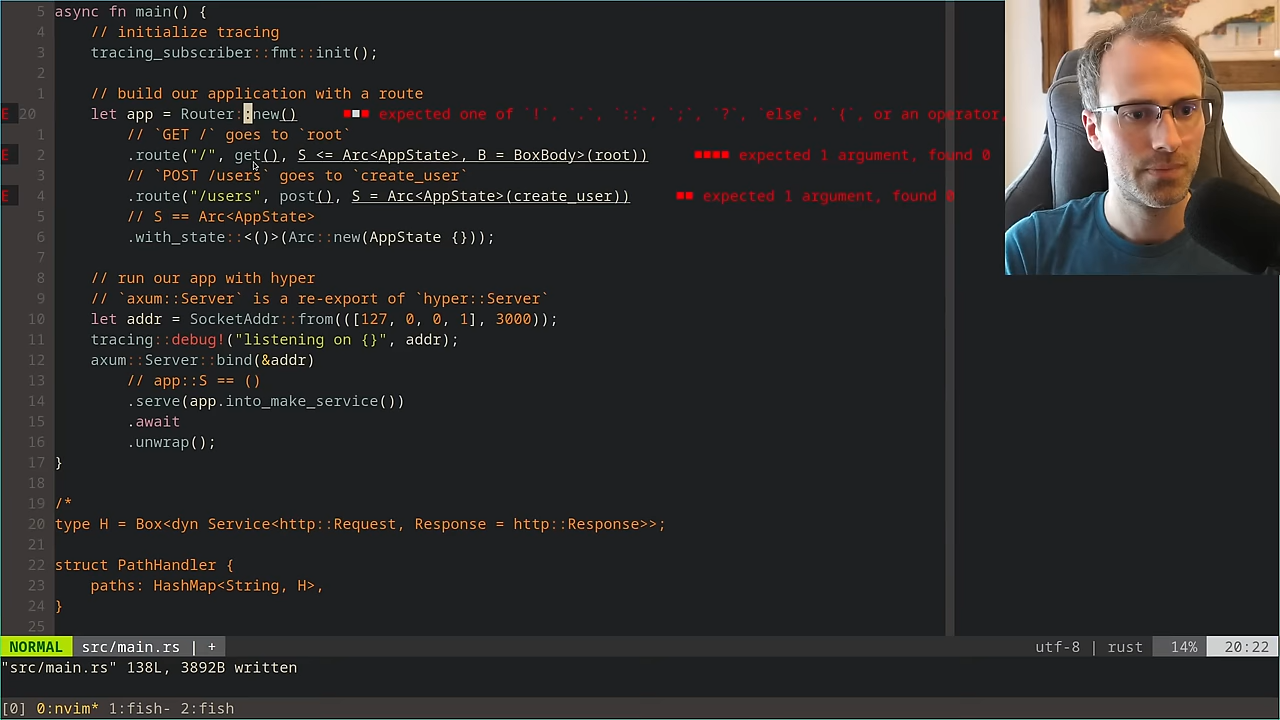 5 async fn main() {
4 // initialize tracing
3 tracing_subscriber::fmt::init();
2
1 // build our application with a route
E 20 let app = Router::new() ■■■ expected one of `!`, `.`, `::`, `;`, `?`, `else`, `{`, or an operator,
1 // `GET /` goes to `root`
E 2 .route("/", get(), S <= Arc<AppState>, B = BoxBody>(root)) ■■■■ expected 1 argument, found 0
3 // `POST /users` goes to `create_user`
E 4 .route("/users", post(), S = Arc<AppState>(create_user)) ■■ expected 1 argument, found 0
5 // S == Arc<AppState>
6 .with_state::<()>(Arc::new(AppState {}));
7
8 // run our app with hyper
9 // `axum::Server` is a re-export of `hyper::Server`
10 let addr = SocketAddr::from(([127, 0, 0, 1], 3000));
11 tracing::debug!("listening on {}", addr);
12 axum::Server::bind(&addr)
13 // app::S == ()
14 .serve(app.into_make_service())
15 .await
16 .unwrap();
17 }
18
19 /*
20 type H = Box<dyn Service<http::Request, Response = http::Response>>;
21
22 struct PathHandler {
23 paths: HashMap<String, H>,
24 }
25
NORMAL src/main.rs | + utf-8 | rust 14% 20:22
"src/main.rs" 138L, 3892B written
[0] 0:nvim* 1:fish- 2:fish